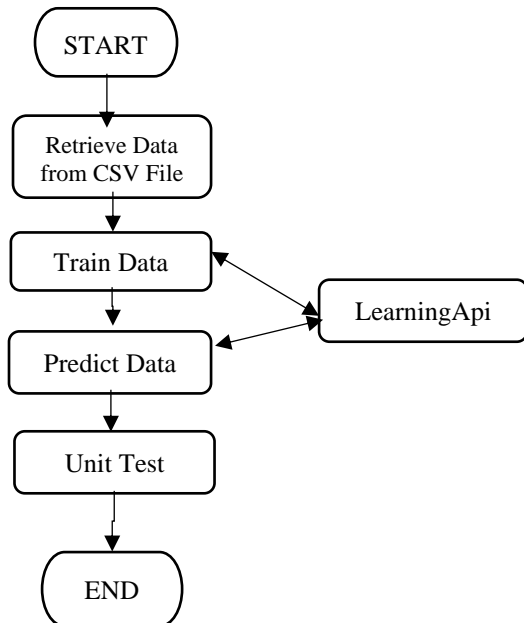 START
Retrieve Data
from CSV File
Train Data
LearningApi
Predict Data
Unit Test
END